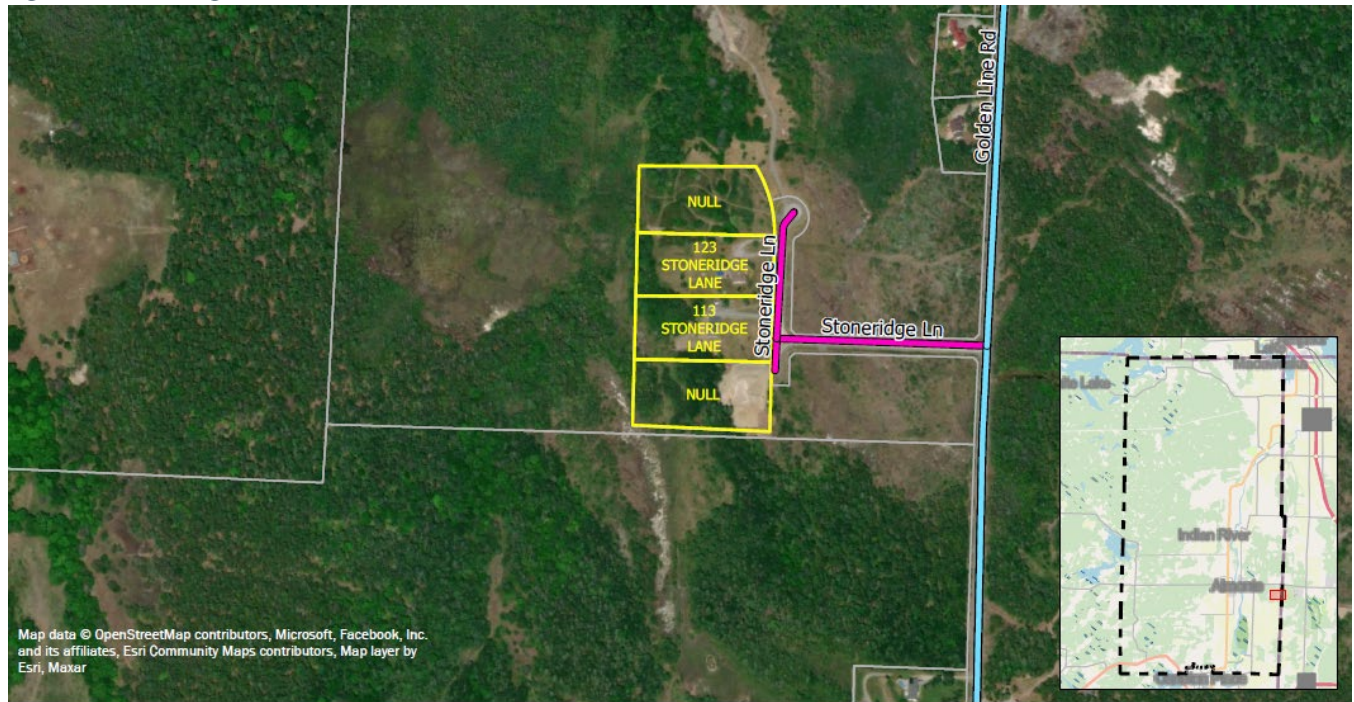 Golden Line Rd
NULL
123
STONERIDGE
LANE
113
STONERIDGE
LANE
NULL
Stoneridge Ln
Stoneridge Ln
Indian River
Almonte
Map data © OpenStreetMap contributors, Microsoft, Facebook, Inc.
and its affiliates, Esri Community Maps contributors, Map layer by
Esri, Maxar